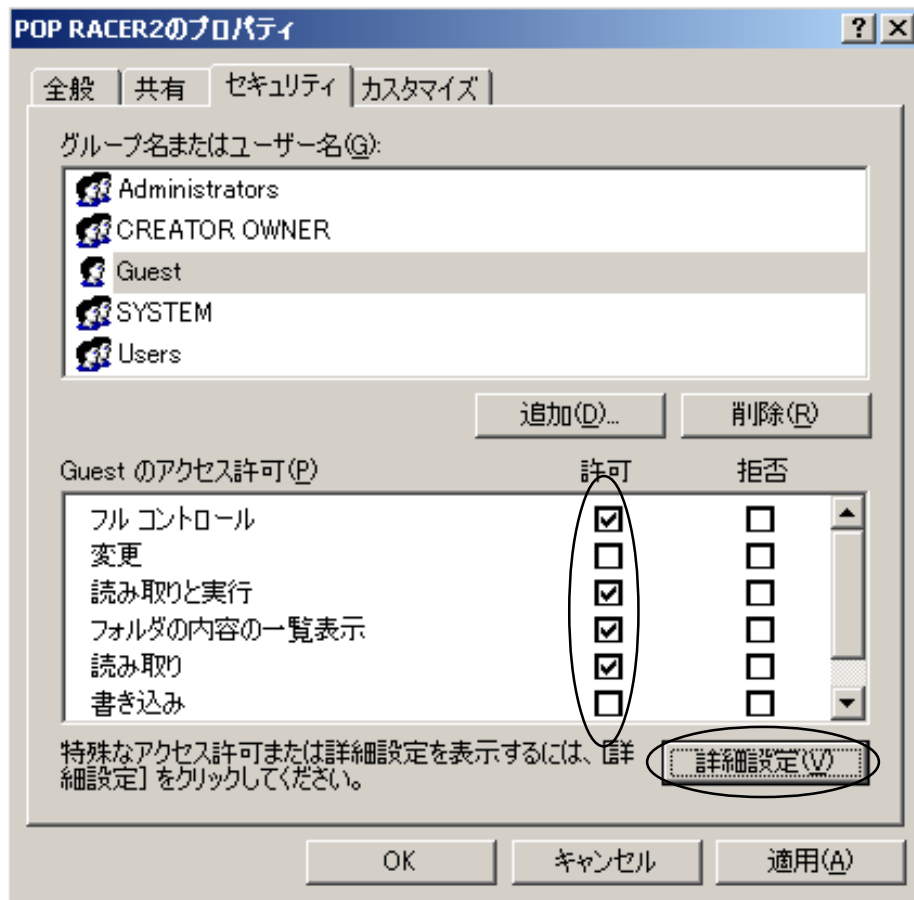 POP RACER2のプロパティ
全般 共有 セキュリティ カスタマイズ
グループ名またはユーザー名(G):
Administrators
CREATOR OWNER
Guest
SYSTEM
Users
追加(D)... 削除(R)
Guest のアクセス許可(P) 許可 拒否
フル コントロール
変更
読み取りと実行
フォルダの内容の一覧表示
読み取り
書き込み
特殊なアクセス許可または詳細設定を表示するには、[詳
細設定] をクリックしてください。
詳細設定(V)
OK キャンセル 適用(A)